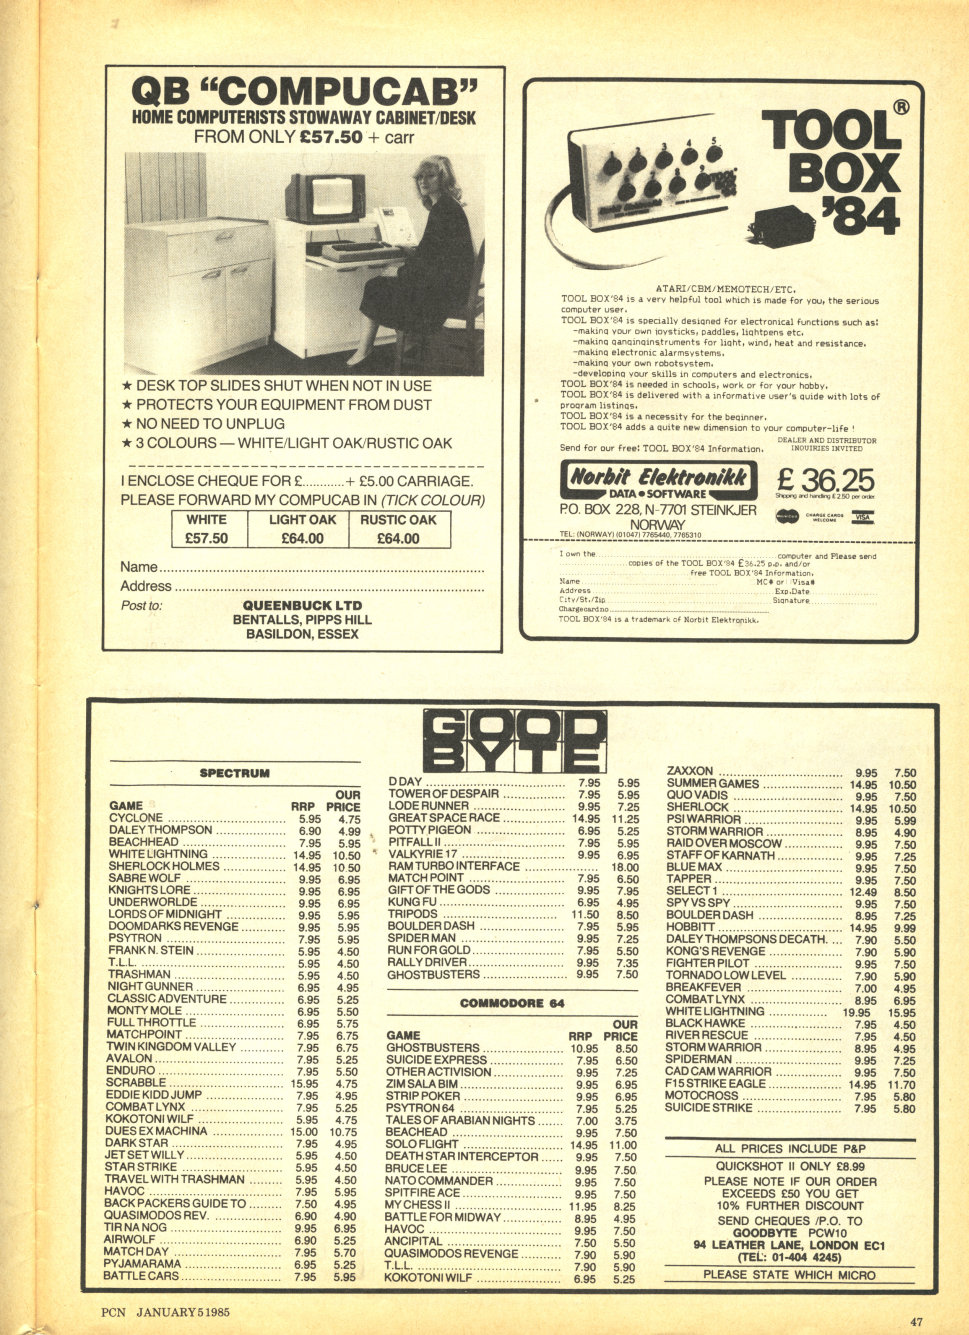 QB “COMPUCAB”
HOME COMPUTERISTS STOWAWAY CABINET/DESK
FROM ONLY £57.50 + carr
★ DESK TOP SLIDES SHUT WHEN NOT IN USE
★ PROTECTS YOUR EQUIPMENT FROM DUST
★ NO NEED TO UNPLUG
★ 3 COLOURS — WHITE/LIGHT OAK/RUSTIC OAK
I ENCLOSE CHEQUE FOR £............+ £5.00 CARRIAGE.
PLEASE FORWARD MY COMPUCAB IN (TICK COLOUR)
WHITE LIGHT OAK RUSTIC OAK
£57.50 £64.00 £64.00
Name
Address
Post to: QUEENBUCK LTD
BENTALLS, PIPPS HILL
BASILDON, ESSEX
TOOL®
BOX
'84
1 2 3 4 5
ATARI/CBM/MEMOTECH/ETC.
TOOL BOX'84 is a very helpful tool which is made for you, the serious
computer user.
TOOL BOX'84 is specially designed for electronical functions such as:
-making your own joysticks, paddles, lightpens etc.
-making ganginginstruments for light, wind, heat and resistance.
-making electronic alarmsystems.
-making your own robotsystem.
-developing your skills in computers and electronics.
TOOL BOX'84 is needed in schools, work or for your hobby.
TOOL BOX'84 is delivered with a informative user's guide with lots of
program listings.
TOOL BOX'84 is a necessity for the beginner.
TOOL BOX'84 adds a quite new dimension to your computer-life !
Send for our free: TOOL BOX'84 Information.
DEALER AND DISTRIBUTOR
INQUIRIES INVITED
Norbit Elektronikk
DATA • SOFTWARE
P.O. BOX 228, N-7701 STEINKJER
NORWAY
TEL: (NORWAY) (01047) 7765440, 7765310
£ 36.25
Shipping and handling £ 2.50 per order
MasterCard CHARGE CARDS WELCOME VISA
I own the computer and Please send
copies of the TOOL BOX'84 £36.25 p.p. and/or
free TOOL BOX'84 Information.
Name MC# or Visa#
Address Exp.Date
City/St./Zip Signature
Chargecardno
TOOL BOX'84 is a trademark of Norbit Elektronikk.
GOOD
BYTE
SPECTRUM
GAME RRP OUR PRICE
CYCLONE 5.95 4.75
DALEY THOMPSON 6.90 4.99
BEACHHEAD 7.95 5.95
WHITE LIGHTNING 14.95 10.50
SHERLOCK HOLMES 14.95 10.50
SABRE WOLF 9.95 6.95
KNIGHTS LORE 9.95 6.95
UNDERWORLDE 9.95 6.95
LORDS OF MIDNIGHT 9.95 5.95
DOOMDARKS REVENGE 9.95 5.95
PSYTRON 7.95 5.95
FRANK N. STEIN 5.95 4.50
T.L.L. 5.95 4.50
TRASHMAN 5.95 4.50
NIGHT GUNNER 6.95 4.95
CLASSIC ADVENTURE 6.95 5.25
MONTY MOLE 6.95 5.50
FULL THROTTLE 6.95 5.75
MATCHPOINT 7.95 6.75
TWIN KINGDOM VALLEY 7.95 6.75
AVALON 7.95 5.25
ENDURO 7.95 5.50
SCRABBLE 15.95 4.75
EDDIE KIDD JUMP 7.95 4.95
COMBAT LYNX 7.95 5.25
KOKOTONI WILF 5.95 4.75
DUES EX MACHINA 15.00 10.75
DARK STAR 7.95 4.95
JET SET WILLY 5.95 4.50
STAR STRIKE 5.95 4.50
TRAVEL WITH TRASHMAN 5.95 4.50
HAVOC 7.95 5.95
BACK PACKERS GUIDE TO 7.50 4.95
QUASIMODOS REV. 6.90 4.90
TIR NA NOG 9.95 6.95
AIRWOLF 6.90 5.25
MATCH DAY 7.95 5.70
PYJAMARAMA 6.95 5.25
BATTLE CARS 7.95 5.95
D DAY 7.95 5.95
TOWER OF DESPAIR 7.95 5.95
LODE RUNNER 9.95 7.25
GREAT SPACE RACE 14.95 11.25
POTTY PIGEON 6.95 5.25
PITFALL II 7.95 5.95
VALKYRIE 17 9.95 6.95
RAM TURBO INTERFACE 18.00
MATCH POINT 7.95 6.50
GIFT OF THE GODS 9.95 7.95
KUNG FU 6.95 4.95
TRIPODS 11.50 8.50
BOULDER DASH 7.95 5.95
SPIDER MAN 9.95 7.25
RUN FOR GOLD 7.95 5.50
RALLY DRIVER 9.95 7.35
GHOSTBUSTERS 9.95 7.50
COMMODORE 64
GAME RRP OUR PRICE
GHOSTBUSTERS 10.95 8.50
SUICIDE EXPRESS 7.95 6.50
OTHER ACTIVISION 9.95 7.25
ZIM SALA BIM 9.95 6.95
STRIP POKER 9.95 6.95
PSYTRON 64 7.95 5.25
TALES OF ARABIAN NIGHTS 7.00 3.75
BEACHEAD 9.95 7.50
SOLO FLIGHT 14.95 11.00
DEATH STAR INTERCEPTOR 9.95 7.50
BRUCE LEE 9.95 7.50
NATO COMMANDER 9.95 7.50
SPITFIRE ACE 9.95 7.50
MY CHESS II 11.95 8.25
BATTLE FOR MIDWAY 8.95 4.95
HAVOC 9.95 7.50
ANCIPITAL 7.50 5.50
QUASIMODOS REVENGE 7.90 5.90
T.L.L. 7.90 5.90
KOKOTONI WILF 6.95 5.25
ZAXXON 9.95 7.50
SUMMER GAMES 14.95 10.50
QUO VADIS 9.95 7.50
SHERLOCK 14.95 10.50
PSI WARRIOR 9.95 5.99
STORM WARRIOR 8.95 4.90
RAID OVER MOSCOW 9.95 7.50
STAFF OF KARNATH 9.95 7.25
BLUE MAX 9.95 7.50
TAPPER 9.95 7.50
SELECT 1 12.49 8.50
SPY VS SPY 9.95 7.50
BOULDER DASH 8.95 7.25
HOBBITT 14.95 9.99
DALEY THOMPSONS DECATH. 7.90 5.50
KONG'S REVENGE 7.90 5.90
FIGHTER PILOT 9.95 7.50
TORNADO LOW LEVEL 7.90 5.90
BREAKFEVER 7.00 4.95
COMBAT LYNX 8.95 6.95
WHITE LIGHTNING 19.95 15.95
BLACK HAWKE 7.95 4.50
RIVER RESCUE 7.95 4.50
STORM WARRIOR 8.95 4.95
SPIDERMAN 9.95 7.25
CAD CAM WARRIOR 9.95 7.50
F15 STRIKE EAGLE 14.95 11.70
MOTOCROSS 7.95 5.80
SUICIDE STRIKE 7.95 5.80
ALL PRICES INCLUDE P&P
QUICKSHOT II ONLY £8.99
PLEASE NOTE IF OUR ORDER
EXCEEDS £50 YOU GET
10% FURTHER DISCOUNT
SEND CHEQUES /P.O. TO
GOODBYTE PCW10
94 LEATHER LANE, LONDON EC1
(TEL: 01-404 4245)
PLEASE STATE WHICH MICRO
PCN JANUARY 5 1985
47